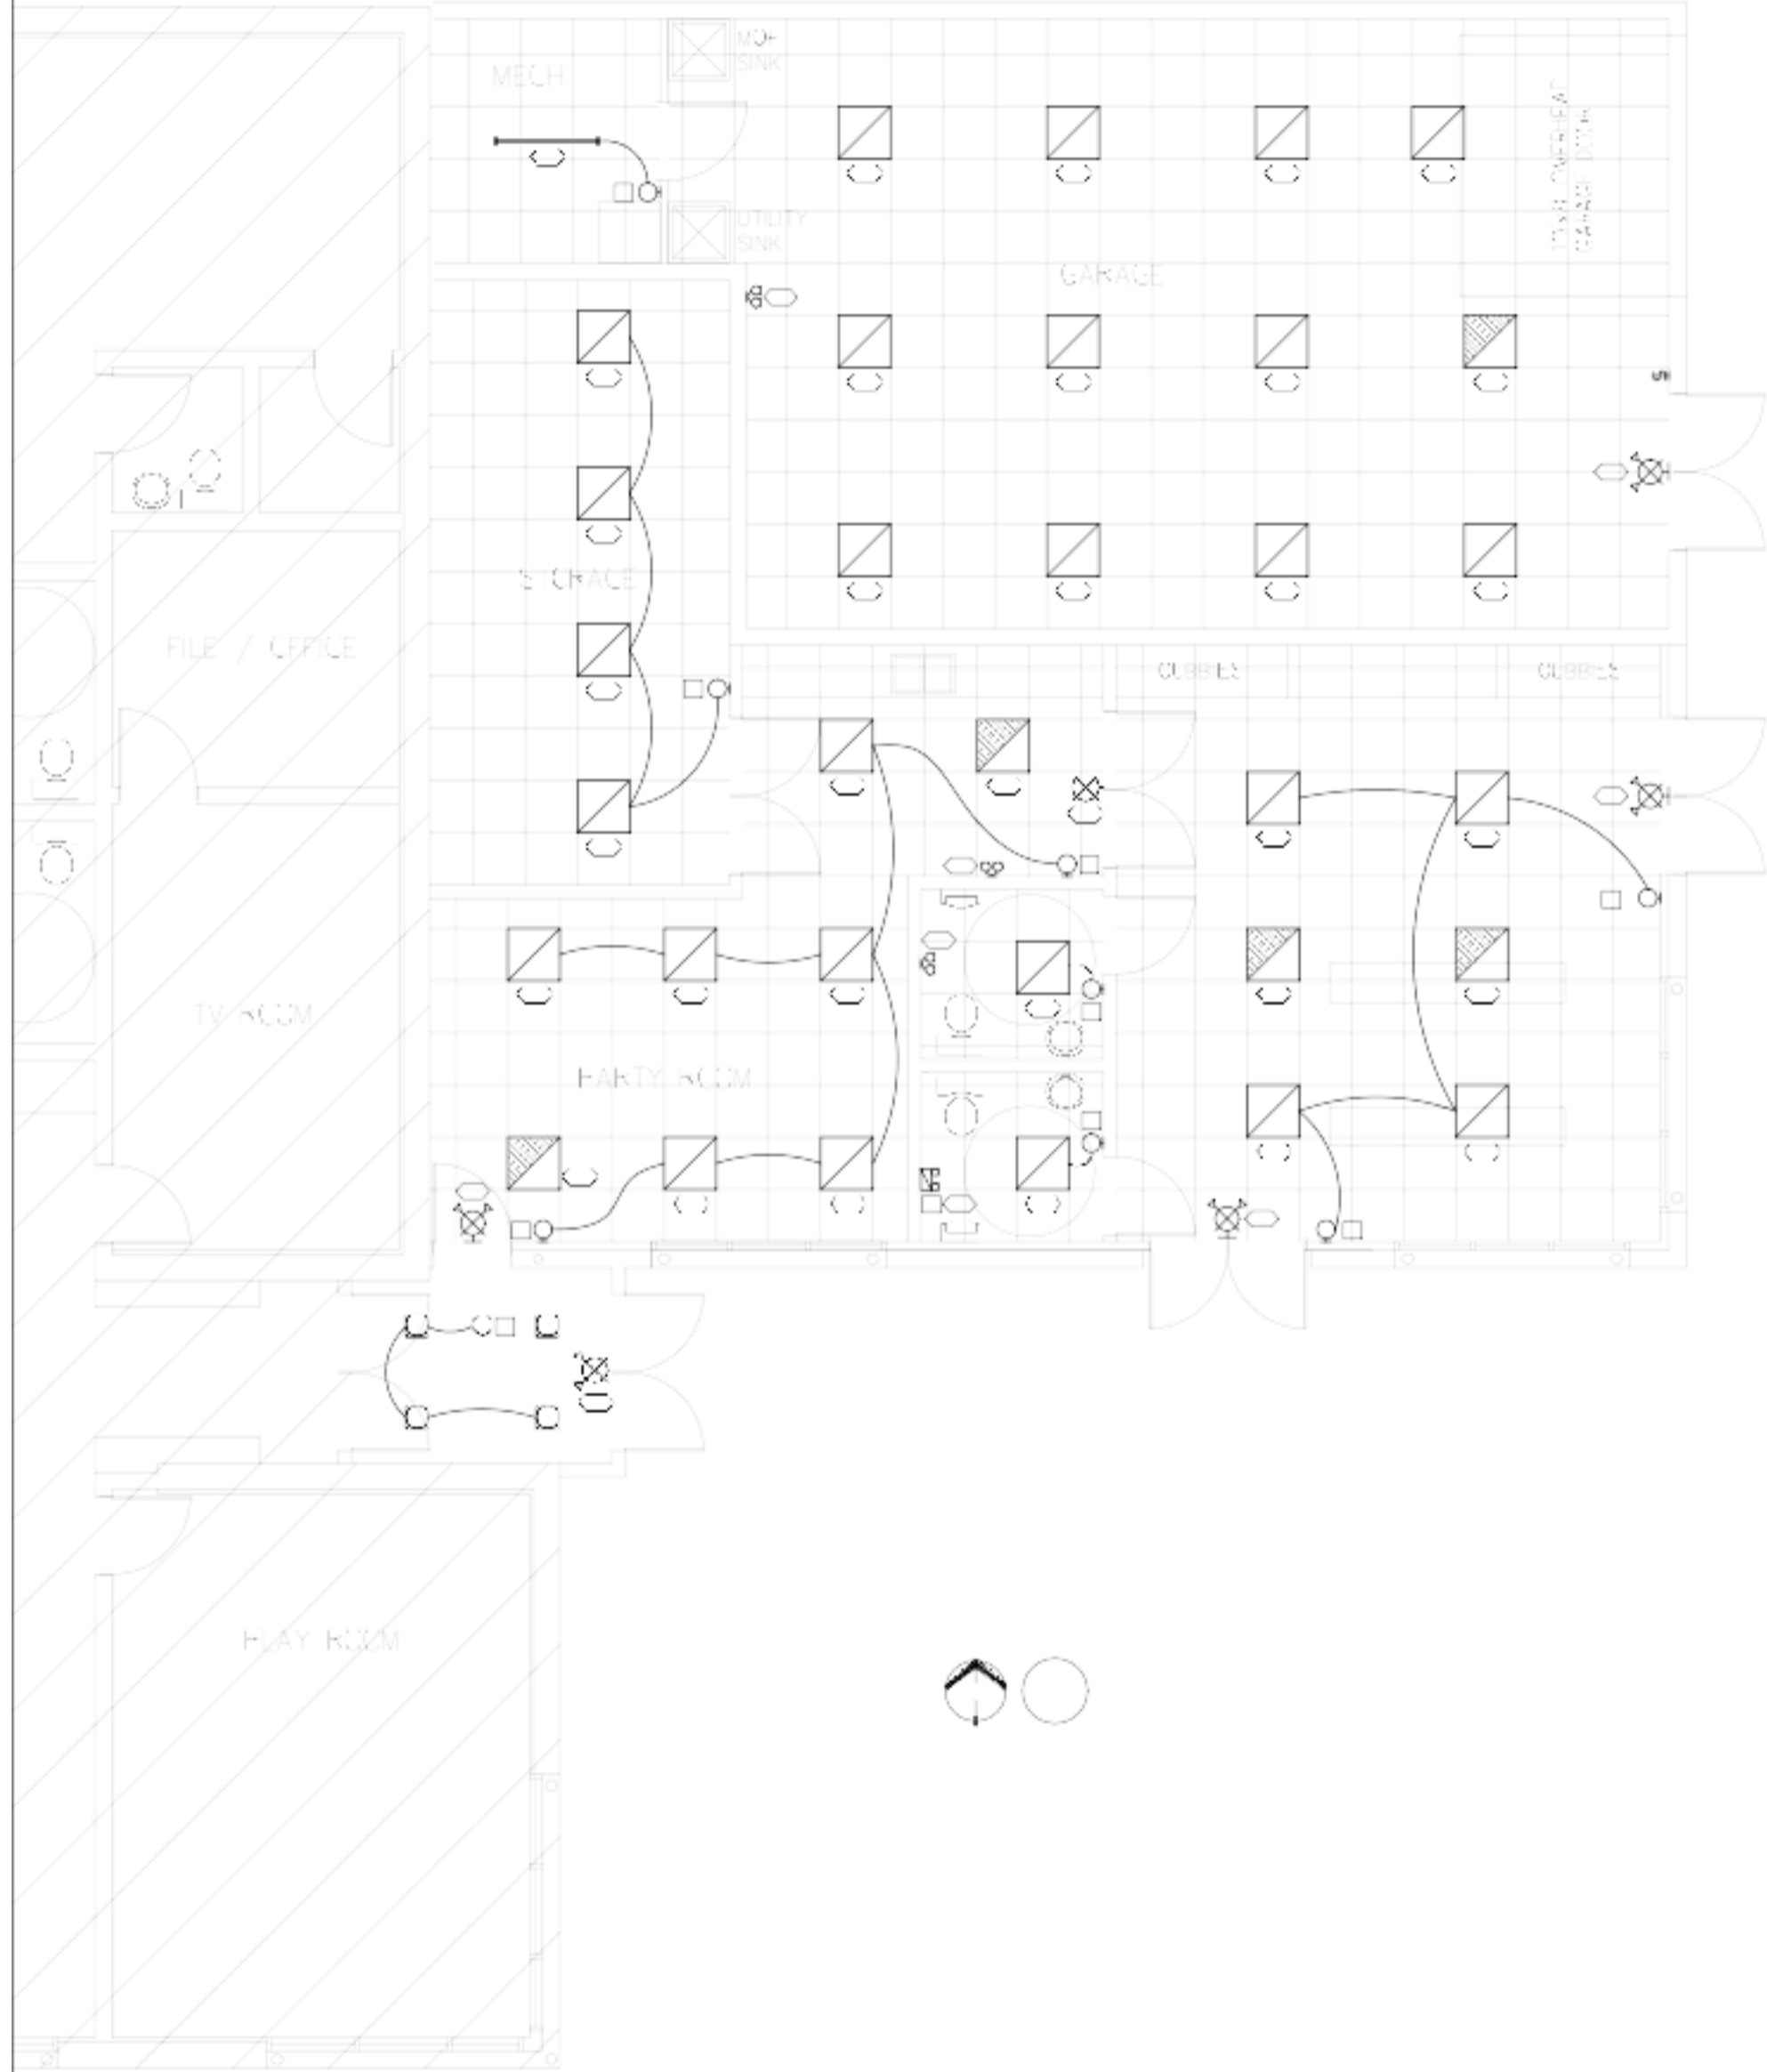 MECH
MOP
SINK
UTILITY
SINK
GARAGE
STORAGE
FILE / OFFICE
CUBBIES
CUBBIES
TV ROOM
PARTY ROOM
PLAY ROOM